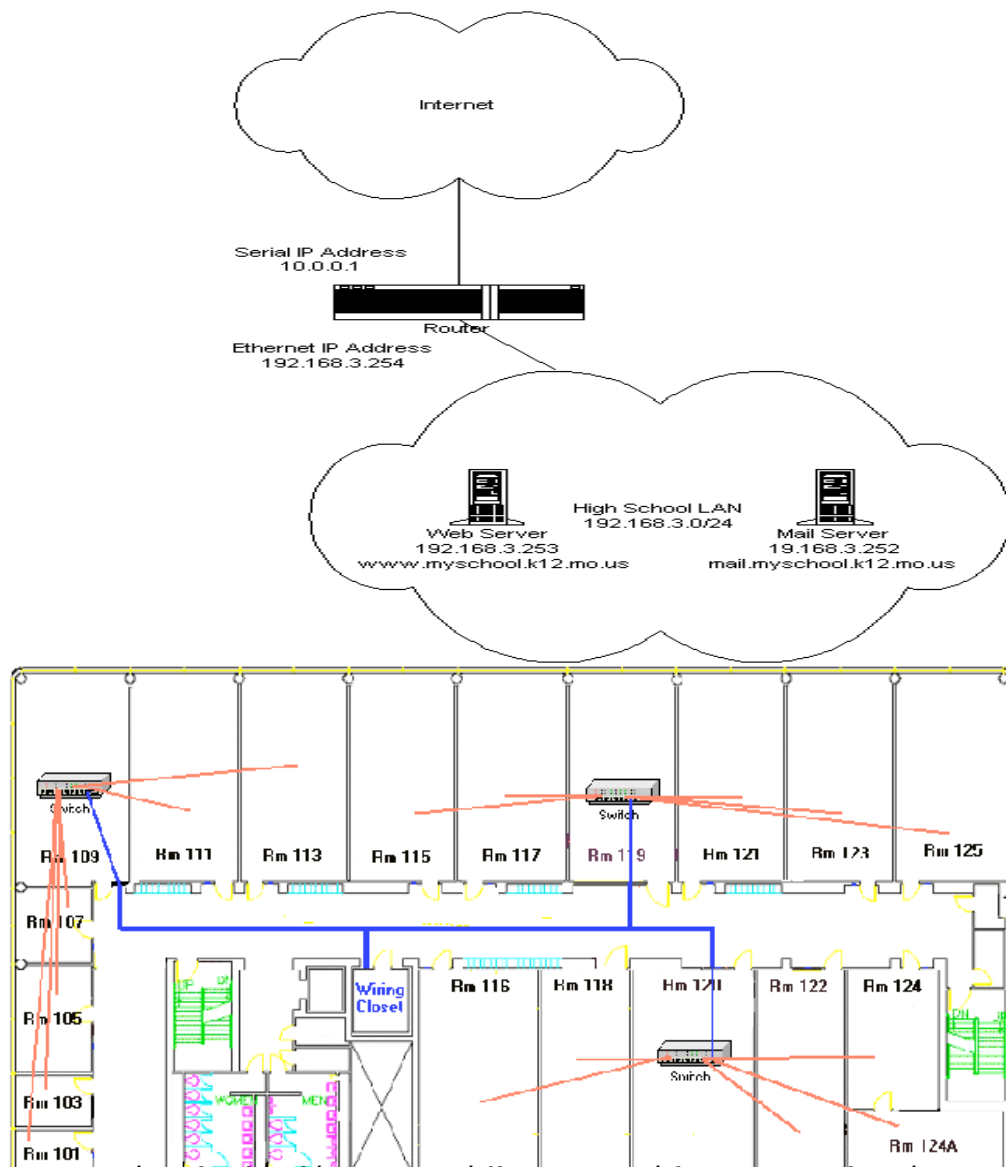 Internet
Serial IP Address
10.0.0.1
Router
Ethernet IP Address
192.168.3.254
High School LAN
192.168.3.0/24
Web Server
192.168.3.253
www.myschool.k12.mo.us
Mail Server
19.168.3.252
mail.myschool.k12.mo.us
Switch
Switch
Rm 109
Rm 111
Rm 113
Rm 115
Rm 117
Rm 119
Rm 121
Rm 123
Rm 125
Rm 107
UP
DN
Wiring
Closet
Rm 116
Rm 118
Rm 120
Rm 122
Rm 124
Rm 105
DN
Switch
Rm 103
WOMEN
MEN
Rm 101
Rm 124A